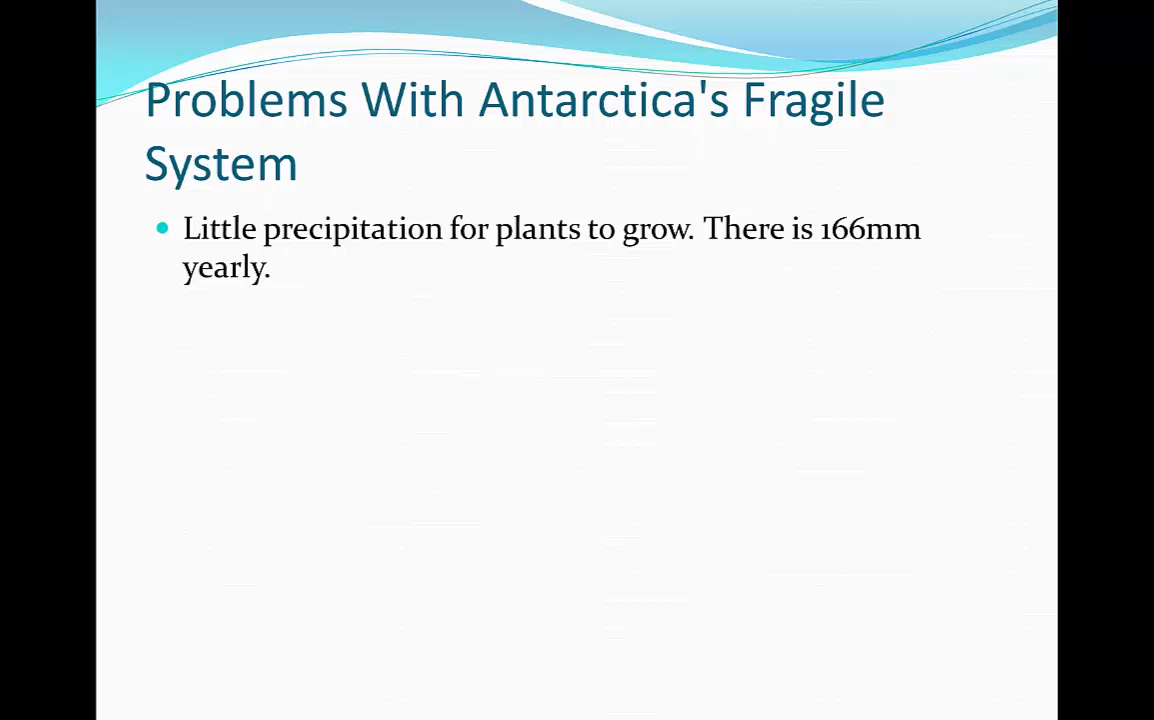 Problems With Antarctica's Fragile
System
Little precipitation for plants to grow. There is 166mm
yearly.